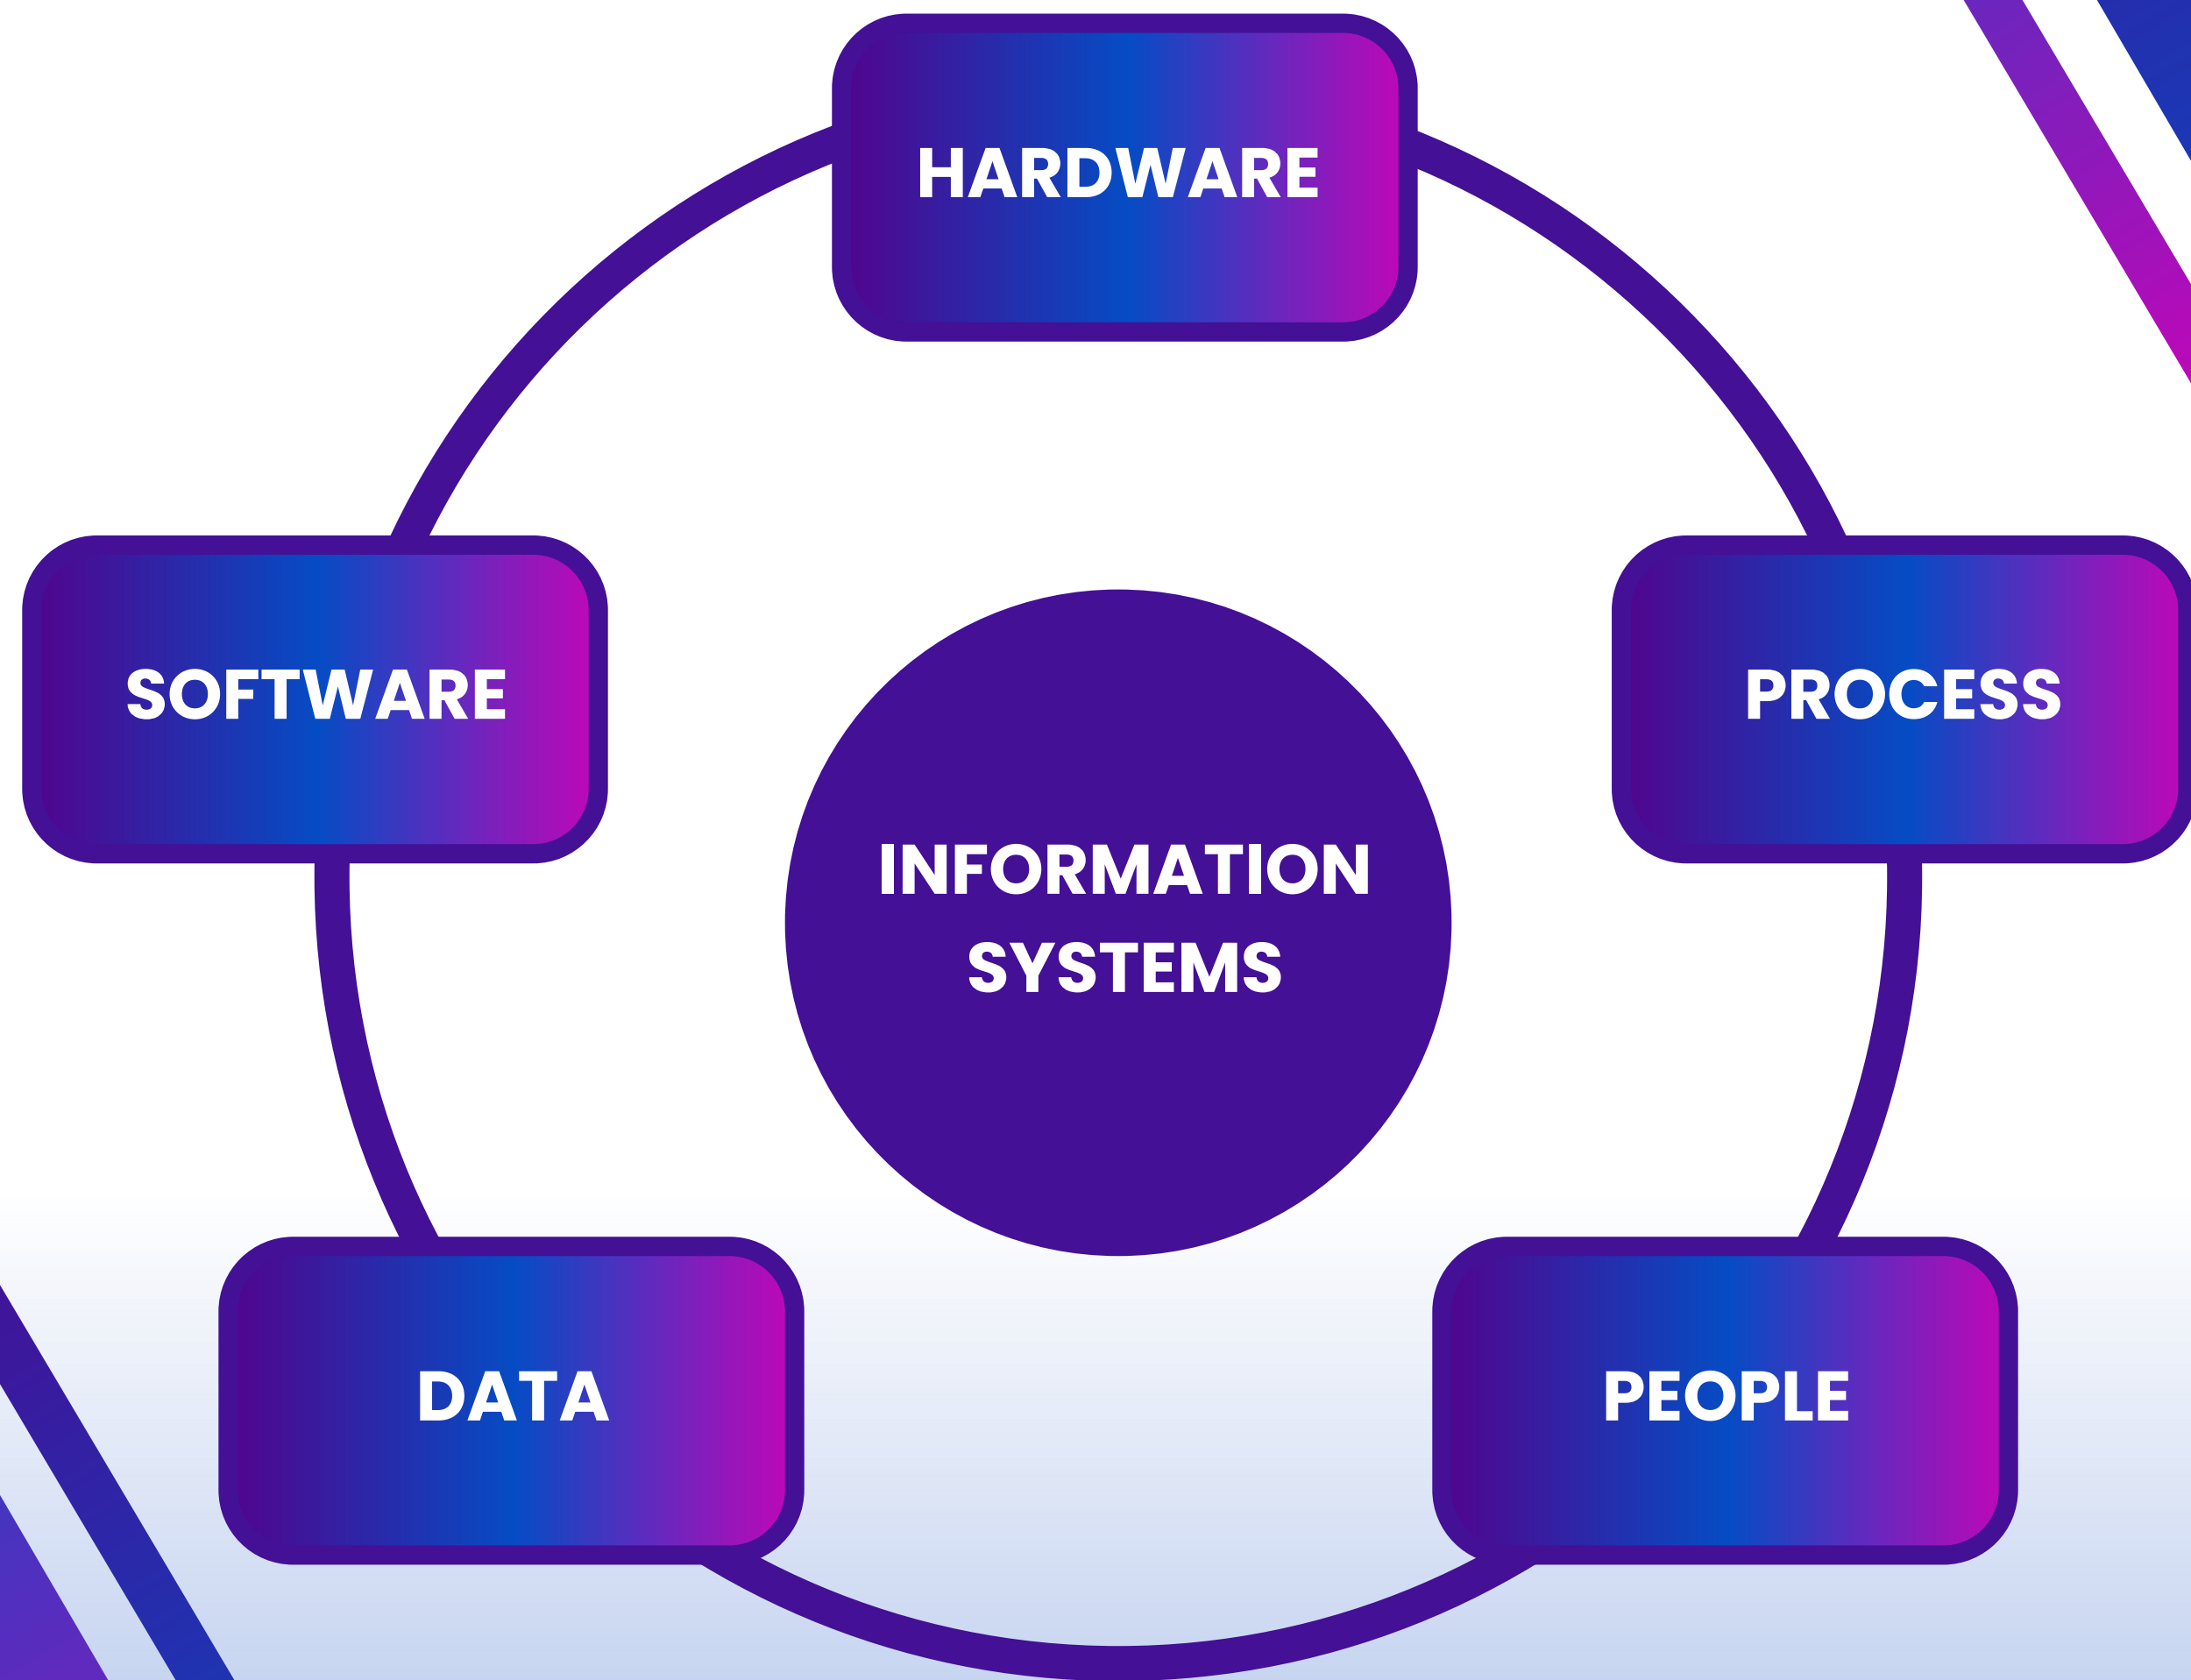 HARDWARE
SOFTWARE
PROCESS
INFORMATION
SYSTEMS
DATA
PEOPLE